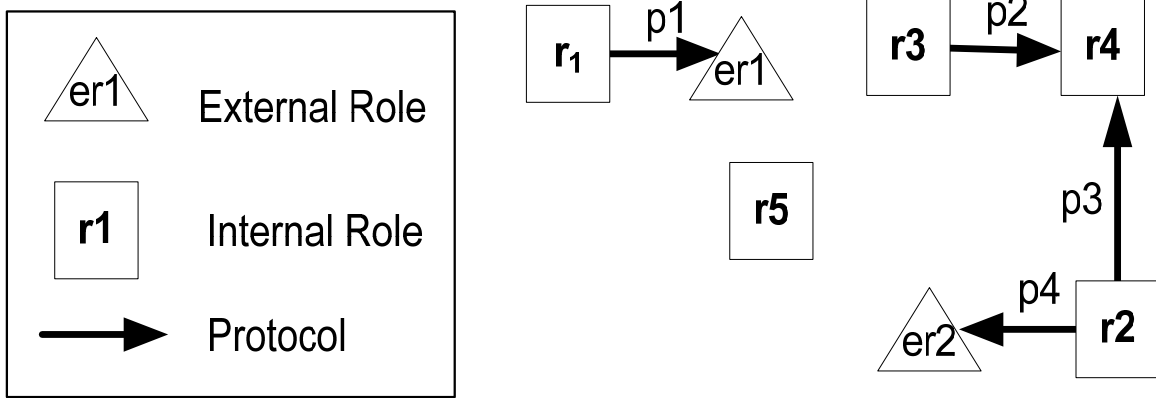 er1 External Role
r1 Internal Role
Protocol
r₁ p1 er1
r3 p2 r4
r5
p3
er2 p4 r2